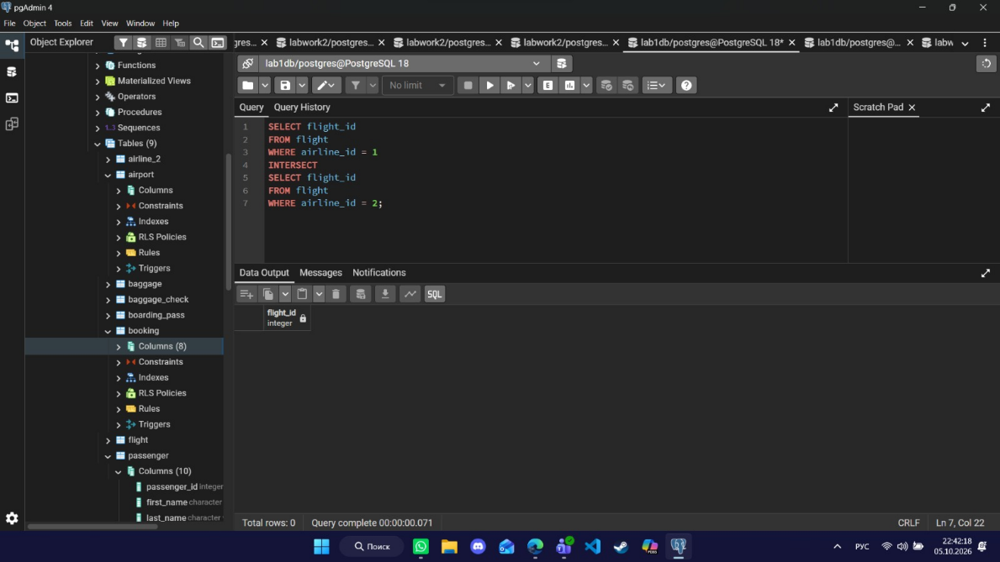 pgAdmin 4
File Object Tools Edit View Window Help
Object Explorer
gres...
labwork2/postgres...
labwork2/postgres...
labwork2/postgres...
lab1db/postgres@PostgreSQL 18*
lab1db/postgres@...
labw
Functions
Materialized Views
Operators
Procedures
1..3 Sequences
Tables (9)
airline_2
airport
Columns
Constraints
Indexes
RLS Policies
Rules
Triggers
baggage
baggage_check
boarding_pass
booking
Columns (8)
Constraints
Indexes
RLS Policies
Rules
Triggers
flight
passenger
Columns (10)
passenger_id integer
first_name character
last_name character
lab1db/postgres@PostgreSQL 18
No limit
E
Query Query History
Scratch Pad
1 SELECT flight_id
2 FROM flight
3 WHERE airline_id = 1
4 INTERSECT
5 SELECT flight_id
6 FROM flight
7 WHERE airline_id = 2;
Data Output Messages Notifications
SQL
flight_id
integer
Total rows: 0 Query complete 00:00:00.071 CRLF Ln 7, Col 22
Поиск
РУС
22:42:18
05.10.2026